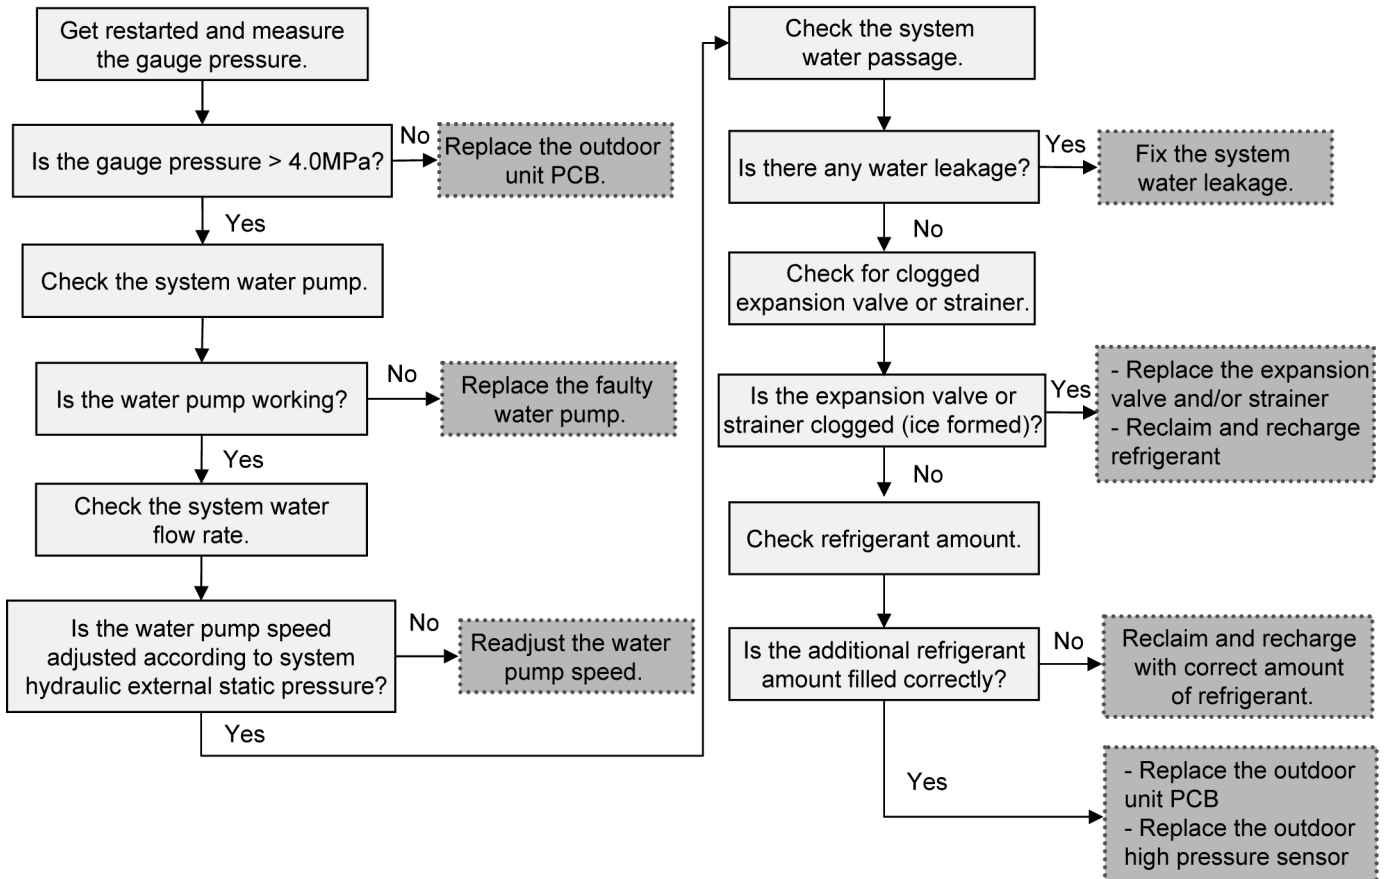 Get restarted and measure
the gauge pressure.
Is the gauge pressure > 4.0MPa?
No
Replace the outdoor
unit PCB.
Yes
Check the system water pump.
Is the water pump working?
No
Replace the faulty
water pump.
Yes
Check the system water
flow rate.
Is the water pump speed
adjusted according to system
hydraulic external static pressure?
No
Readjust the water
pump speed.
Yes
Check the system
water passage.
Is there any water leakage?
Yes
Fix the system
water leakage.
No
Check for clogged
expansion valve or strainer.
Is the expansion valve or
strainer clogged (ice formed)?
Yes
- Replace the expansion
valve and/or strainer
- Reclaim and recharge
refrigerant
No
Check refrigerant amount.
Is the additional refrigerant
amount filled correctly?
No
Reclaim and recharge
with correct amount
of refrigerant.
Yes
- Replace the outdoor
unit PCB
- Replace the outdoor
high pressure sensor